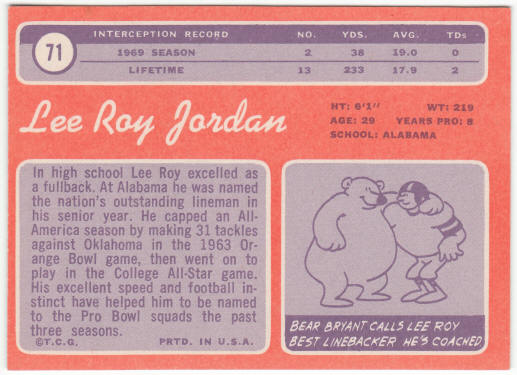 71
INTERCEPTION RECORD NO. YDS. AVG. TDs
1969 SEASON 2 38 19.0 0
LIFETIME 13 233 17.9 2
Lee Roy Jordan
HT: 6'1" WT: 219
AGE: 29 YEARS PRO: 8
SCHOOL: ALABAMA
In high school Lee Roy excelled as
a fullback. At Alabama he was named
the nation's outstanding lineman in
his senior year. He capped an All-
America season by making 31 tackles
against Oklahoma in the 1963 Or-
ange Bowl game, then went on to
play in the College All-Star game.
His excellent speed and football in-
stinct have helped him to be named
to the Pro Bowl squads the past
three seasons.
©T.C.G. PRTD. IN U.S.A.
BEAR BRYANT CALLS LEE ROY
BEST LINEBACKER HE'S COACHED